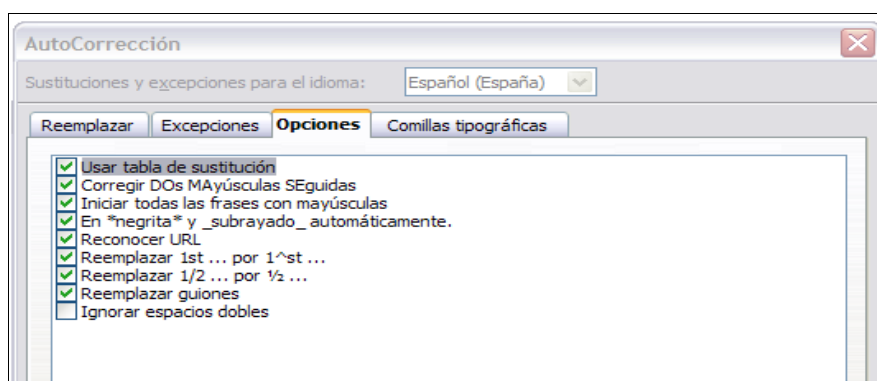 AutoCorrección
Sustituciones y excepciones para el idioma: Español (España)
Reemplazar Excepciones Opciones Comillas tipográficas
Usar tabla de sustitución
Corregir DOs MAyúsculas SEguidas
Iniciar todas las frases con mayúsculas
En *negrita* y _subrayado_ automáticamente.
Reconocer URL
Reemplazar 1st ... por 1^st ...
Reemplazar 1/2 ... por ½ ...
Reemplazar guiones
Ignorar espacios dobles